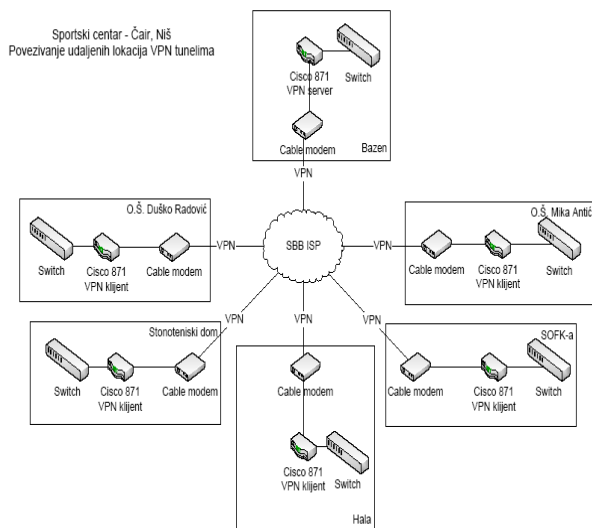 Sportski centar - Čair, Niš
Povezivanje udaljenih lokacija VPN tunelima
Cisco 871
VPN server
Switch
Cable modem
Bazen
VPN
O.Š. Duško Radović
Switch
Cisco 871
VPN klijent
Cable modem
VPN
SBB ISP
O.Š. Mika Antić
VPN
Cable modem
Cisco 871
VPN klijent
Switch
Stonoteniski dom
VPN
Switch
Cisco 871
VPN klijent
Cable modem
VPN
VPN
SOFK-a
Cable modem
Cisco 871
VPN klijent
Switch
Cable modem
Cisco 871
VPN klijent
Switch
Hala